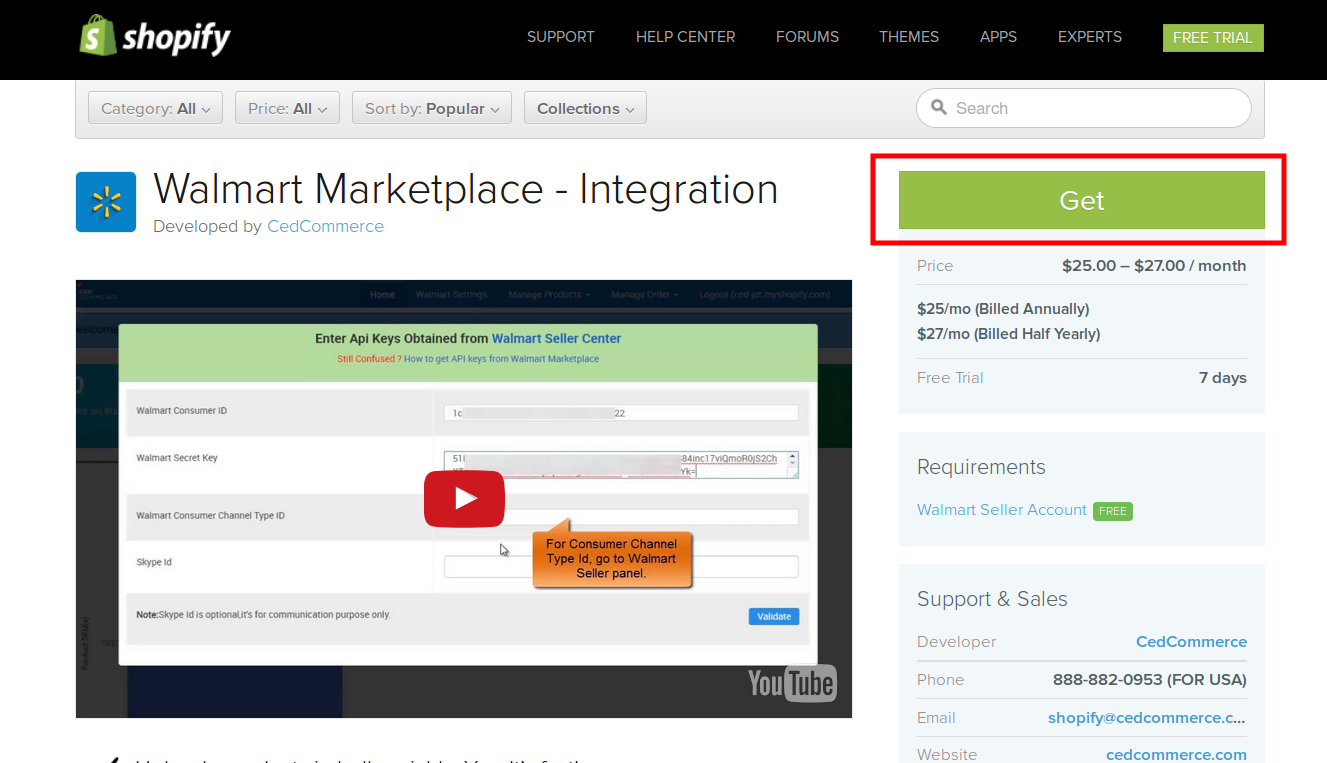 shopify
SUPPORT HELP CENTER FORUMS THEMES APPS EXPERTS FREE TRIAL
Category: All Price: All Sort by: Popular Collections Search
Walmart Marketplace - Integration
Developed by CedCommerce
Get
Price $25.00 – $27.00 / month
$25/mo (Billed Annually)
$27/mo (Billed Half Yearly)
Free Trial 7 days
Requirements
Walmart Seller Account FREE
Support & Sales
Developer CedCommerce
Phone 888-882-0953 (FOR USA)
Email shopify@cedcommerce.c...
Website cedcommerce.com
Home Walmart Settings Manage Products Manage Order Logout (ced-jet.myshopify.com)
Enter Api Keys Obtained from Walmart Seller Center
Still Confused ? How to get API keys from Walmart Marketplace
Walmart Consumer ID 1c 22
Walmart Secret Key 51I 84inc17viQmoR0jS2Ch
Yk=
Walmart Consumer Channel Type ID
For Consumer Channel
Type Id, go to Walmart
Seller panel.
Skype Id
Note:Skype Id is optional,it's for communication purpose only.
Validate
YouTube